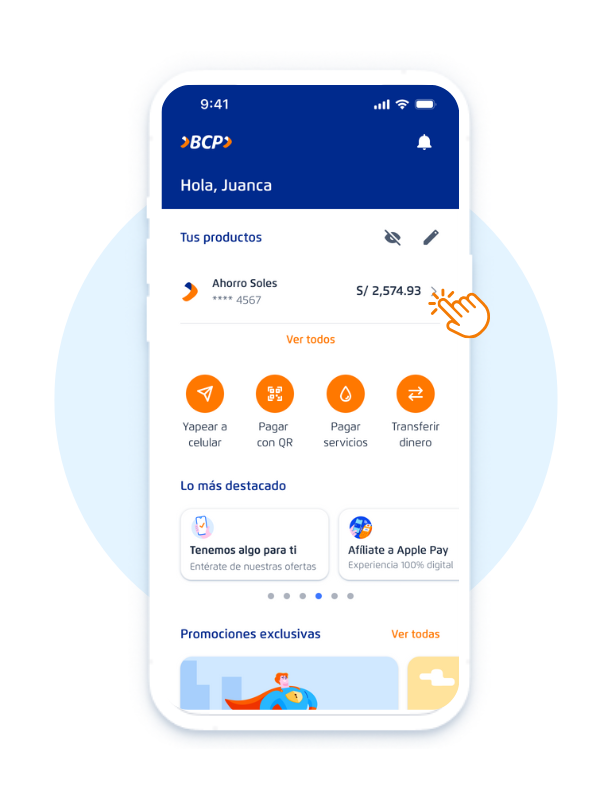 9:41
BCP
Hola, Juanca
Tus productos
Ahorro Soles
**** 4567
S/ 2,574.93
Ver todos
Yapear a
celular
Pagar
con QR
Pagar
servicios
Transferir
dinero
Lo más destacado
Tenemos algo para ti
Entérate de nuestras ofertas
Afíliate a Apple Pay
Experiencia 100% digital
Promociones exclusivas
Ver todas